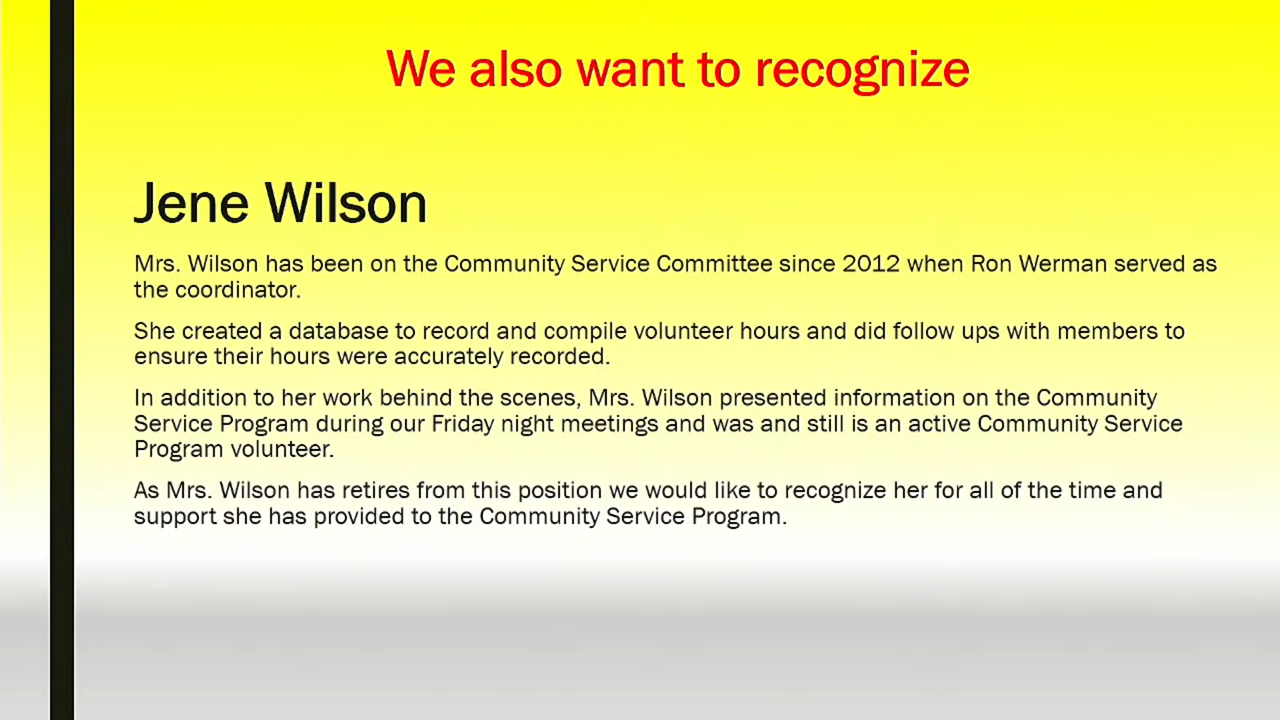 We also want to recognize
Jene Wilson
Mrs. Wilson has been on the Community Service Committee since 2012 when Ron Werman served as
the coordinator.
She created a database to record and compile volunteer hours and did follow ups with members to
ensure their hours were accurately recorded.
In addition to her work behind the scenes, Mrs. Wilson presented information on the Community
Service Program during our Friday night meetings and was and still is an active Community Service
Program volunteer.
As Mrs. Wilson has retires from this position we would like to recognize her for all of the time and
support she has provided to the Community Service Program.